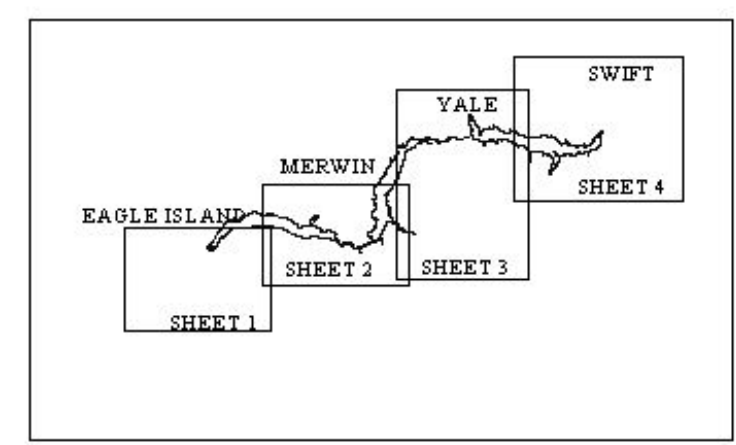 SWIFT
YALE
MERWIN
SHEET 4
EAGLE ISLAND
SHEET 2
SHEET 3
SHEET 1